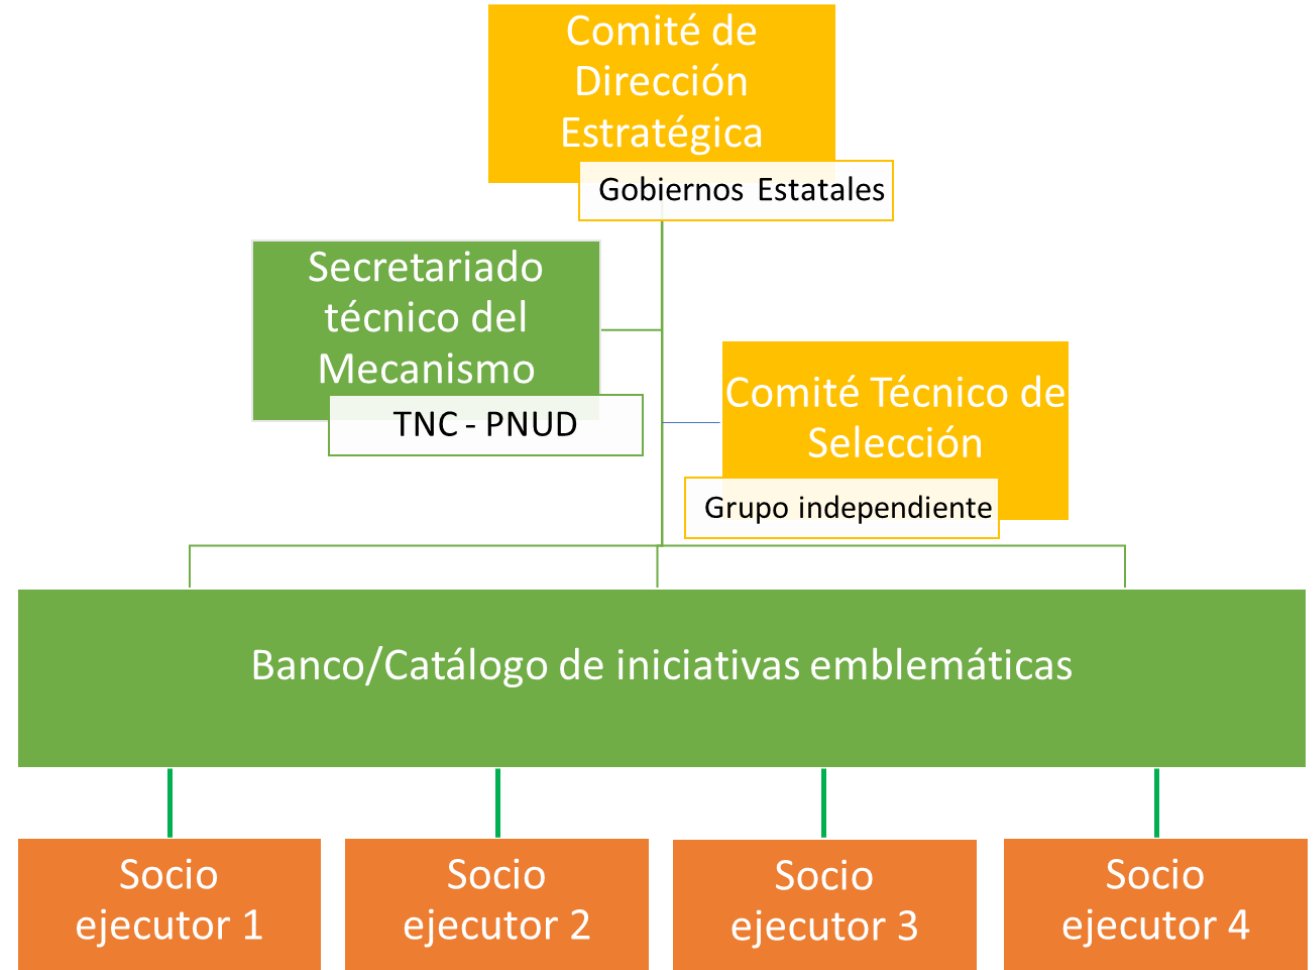 Comité de
Dirección
Estratégica
Gobiernos Estatales
Secretariado
técnico del
Mecanismo
TNC - PNUD
Comité Técnico de
Selección
Grupo independiente
Banco/Catálogo de iniciativas emblemáticas
Socio
ejecutor 1
Socio
ejecutor 2
Socio
ejecutor 3
Socio
ejecutor 4